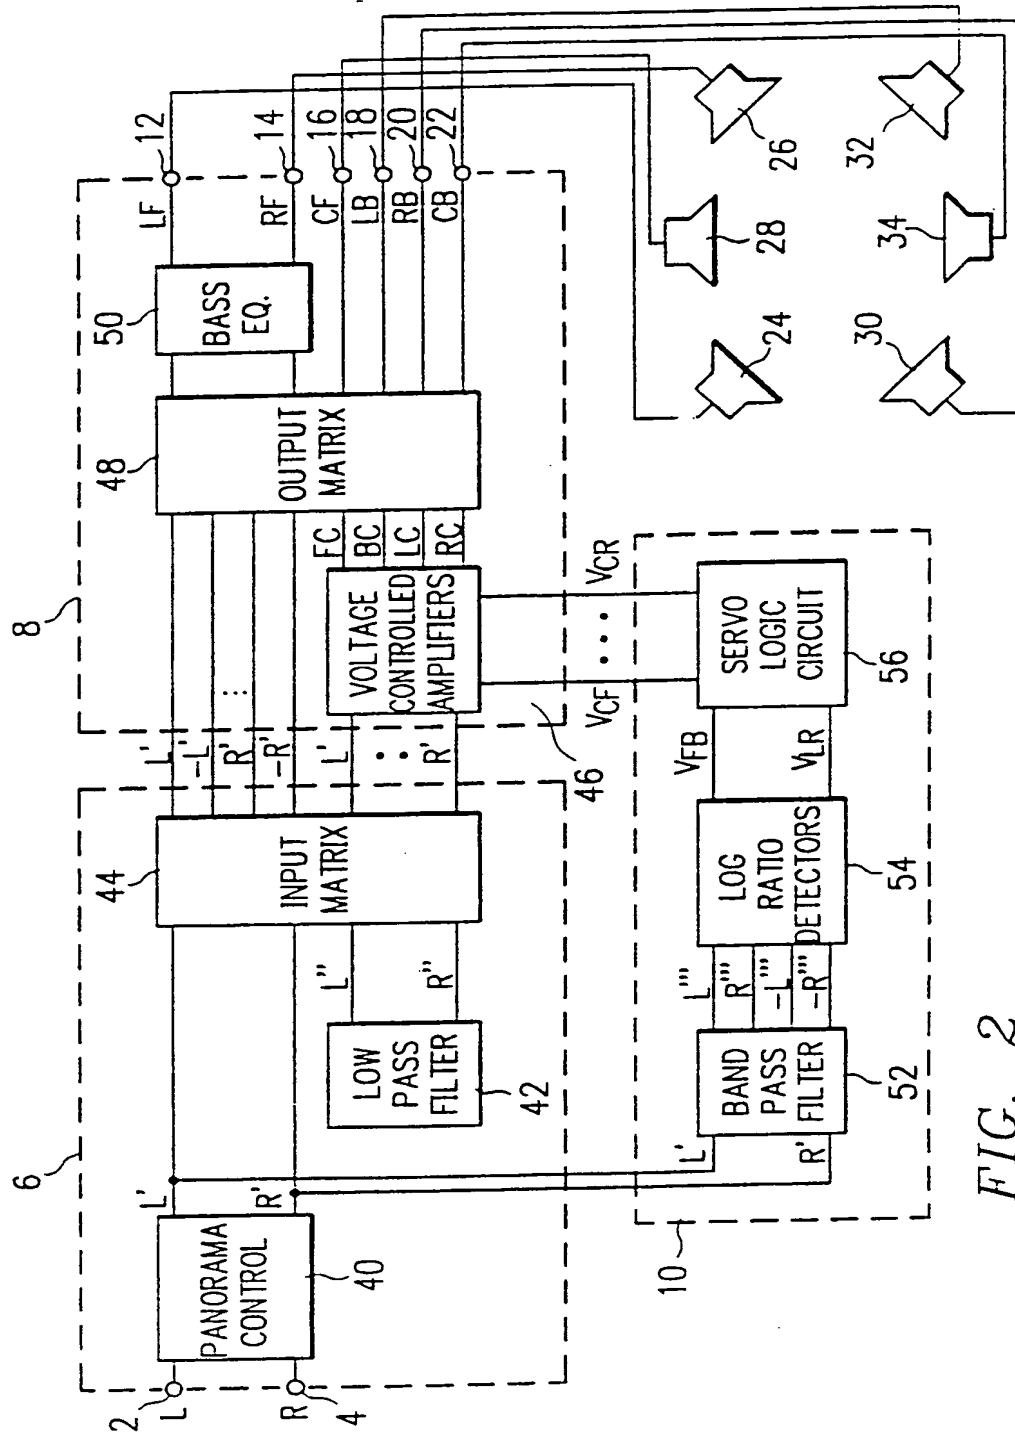 8
6
12
14
16
18
20
22
LF
RF
CF
LB
RB
CB
50
BASS
EQ.
48
OUTPUT
MATRIX
L'
-L'
R'
-R'
L'
R'
FC
BC
LC
RC
VOLTAGE
CONTROLLED
AMPLIFIERS
46
44
INPUT
MATRIX
L''
R''
LOW
PASS
FILTER
42
L'
R'
PANORAMA
CONTROL
40
2
L
R
4
VCF
VCR
SERVO
LOGIC
CIRCUIT
56
VFB
VLR
LOG
RATIO
DETECTORS
54
L'''
R'''
-L'''
-R'''
BAND
PASS
FILTER
52
L'
R'
10
26
28
24
32
34
30
FIG. 2